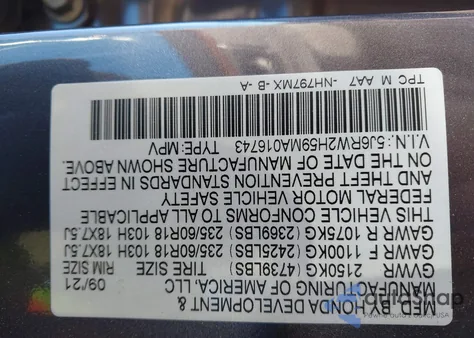 MFD. BY HONDA DEVELOPMENT &
MANUFACTURING OF AMERICA, LLC 09/21
GVWR 2150KG (4739LBS) TIRE SIZE RIM SIZE
GAWR F 1100KG (2425LBS) 235/60R18 103H 18X7.5J
GAWR R 1075KG (2369LBS) 235/60R18 103H 18X7.5J
THIS VEHICLE CONFORMS TO ALL APPLICABLE
FEDERAL MOTOR VEHICLE SAFETY
AND THEFT PREVENTION STANDARDS IN EFFECT
ON THE DATE OF MANUFACTURE SHOWN ABOVE.
V.I.N.:5J6RW2H59MA016743 TYPE:MPV
TPC M AA7 -NH797MX -B -A
autosnap